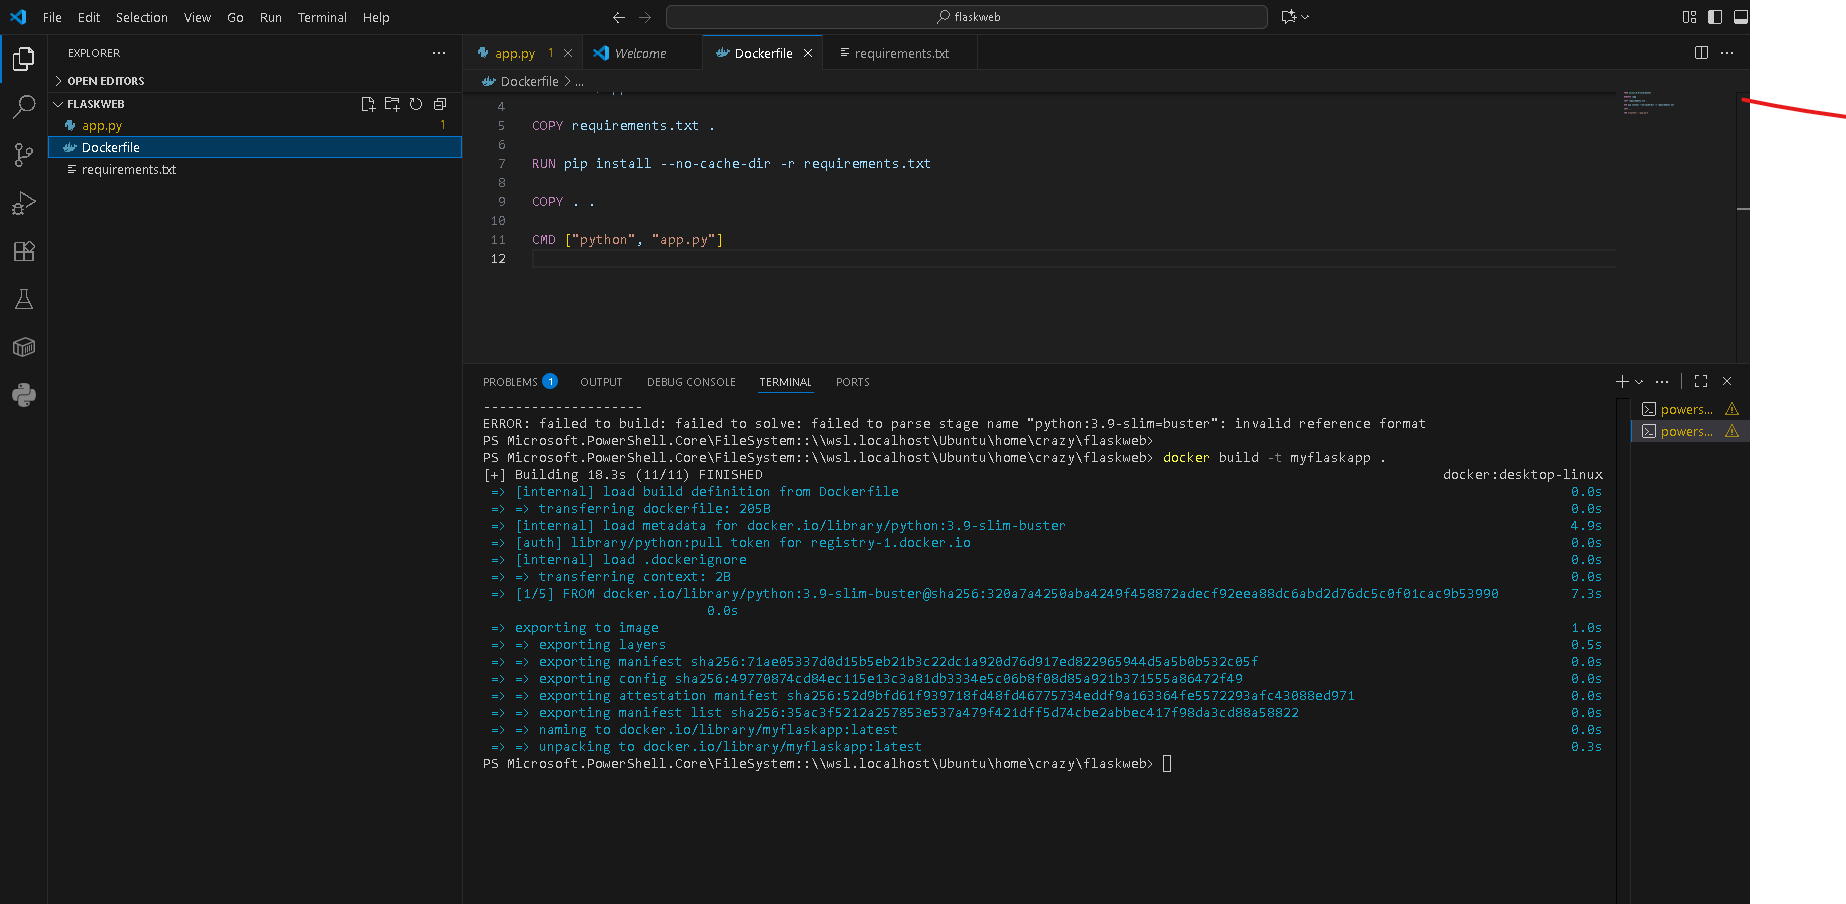 File Edit Selection View Go Run Terminal Help
flaskweb
EXPLORER
app.py 1
Welcome
Dockerfile
requirements.txt
OPEN EDITORS
Dockerfile > ...
FLASKWEB
app.py 1
Dockerfile
requirements.txt
4
5 COPY requirements.txt .
6
7 RUN pip install --no-cache-dir -r requirements.txt
8
9 COPY . .
10
11 CMD ["python", "app.py"]
12
PROBLEMS 1 OUTPUT DEBUG CONSOLE TERMINAL PORTS
powers...
powers...
--------------------
ERROR: failed to build: failed to solve: failed to parse stage name "python:3.9-slim=buster": invalid reference format
PS Microsoft.PowerShell.Core\FileSystem::\\wsl.localhost\Ubuntu\home\crazy\flaskweb>
PS Microsoft.PowerShell.Core\FileSystem::\\wsl.localhost\Ubuntu\home\crazy\flaskweb> docker build -t myflaskapp .
[+] Building 18.3s (11/11) FINISHED docker:desktop-linux
=> [internal] load build definition from Dockerfile 0.0s
=> => transferring dockerfile: 205B 0.0s
=> [internal] load metadata for docker.io/library/python:3.9-slim-buster 4.9s
=> [auth] library/python:pull token for registry-1.docker.io 0.0s
=> [internal] load .dockerignore 0.0s
=> => transferring context: 2B 0.0s
=> [1/5] FROM docker.io/library/python:3.9-slim-buster@sha256:320a7a4250aba4249f458872adecf92eea88dc6abd2d76dc5c0f01cac9b53990 7.3s
0.0s
=> exporting to image 1.0s
=> => exporting layers 0.5s
=> => exporting manifest sha256:71ae05337d0d15b5eb21b3c22dc1a920d76d917ed822965944d5a5b0b532c05f 0.0s
=> => exporting config sha256:49770874cd84ec115e13c3a81db3334e5c06b8f08d85a921b371555a86472f49 0.0s
=> => exporting attestation manifest sha256:52d9bfd61f939718fd48fd46775734eddf9a163364fe5572293afc43088ed971 0.0s
=> => exporting manifest list sha256:35ac3f5212a257853e537a479f421dff5d74cbe2abbec417f98da3cd88a58822 0.0s
=> => naming to docker.io/library/myflaskapp:latest 0.0s
=> => unpacking to docker.io/library/myflaskapp:latest 0.3s
PS Microsoft.PowerShell.Core\FileSystem::\\wsl.localhost\Ubuntu\home\crazy\flaskweb>